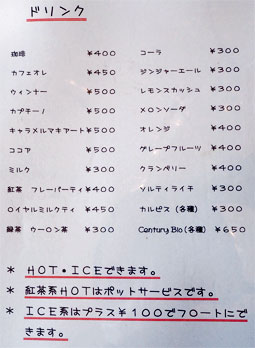 ドリンク
珈琲 ¥400
カフェオレ ¥450
ウィンナー ¥500
カプチーノ ¥500
キャラメルマキアート ¥500
ココア ¥500
ミルク ¥300
紅茶 フレーバーティ ¥400
ロイヤルミルクティ ¥450
緑茶 ウーロン茶 ¥300
コーラ ¥300
ジンジャーエール ¥300
レモンスカッシュ ¥300
メロンソーダ ¥300
オレンジ ¥400
グレープフルーツ ¥400
クランベリー ¥400
ソルティライチ ¥300
カルピス(各種) ¥300
Century Bio(各種) ¥650
* HOT・ICEできます。
* 紅茶系HOTはポットサービスです。
* ICE系はプラス¥100でフロートにで
きます。